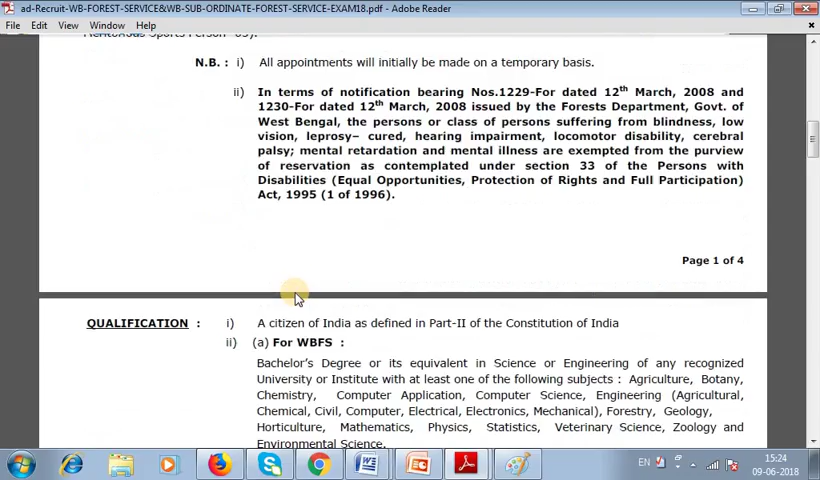 ad-Recruit-WB-FOREST-SERVICE&WB-SUB-ORDINATE-FOREST-SERVICE-EXAM18.pdf - Adobe Reader
File Edit View Window Help
N.B. : i) All appointments will initially be made on a temporary basis.
ii) In terms of notification bearing Nos.1229-For dated 12th March, 2008 and
1230-For dated 12th March, 2008 issued by the Forests Department, Govt. of
West Bengal, the persons or class of persons suffering from blindness, low
vision, leprosy– cured, hearing impairment, locomotor disability, cerebral
palsy; mental retardation and mental illness are exempted from the purview
of reservation as contemplated under section 33 of the Persons with
Disabilities (Equal Opportunities, Protection of Rights and Full Participation)
Act, 1995 (1 of 1996).
Page 1 of 4
QUALIFICATION : i) A citizen of India as defined in Part-II of the Constitution of India
ii) (a) For WBFS :
Bachelor's Degree or its equivalent in Science or Engineering of any recognized
University or Institute with at least one of the following subjects : Agriculture, Botany,
Chemistry, Computer Application, Computer Science, Engineering (Agricultural,
Chemical, Civil, Computer, Electrical, Electronics, Mechanical), Forestry, Geology,
Horticulture, Mathematics, Physics, Statistics, Veterinary Science, Zoology and
Environmental Science.
EN 15:24
09-06-2018